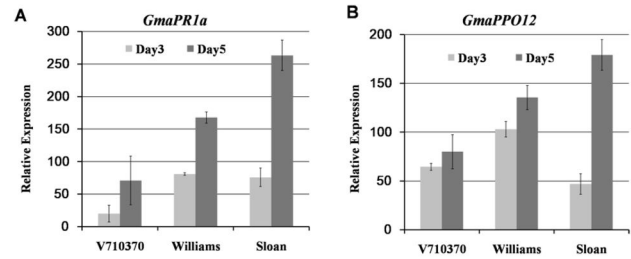 A
GmaPR1a
Day3 Day5
Relative Expression
300
250
200
150
100
50
0
V710370 Williams Sloan
B
GmaPPO12
Day3 Day5
Relative Expression
200
150
100
50
0
V710370 Williams Sloan